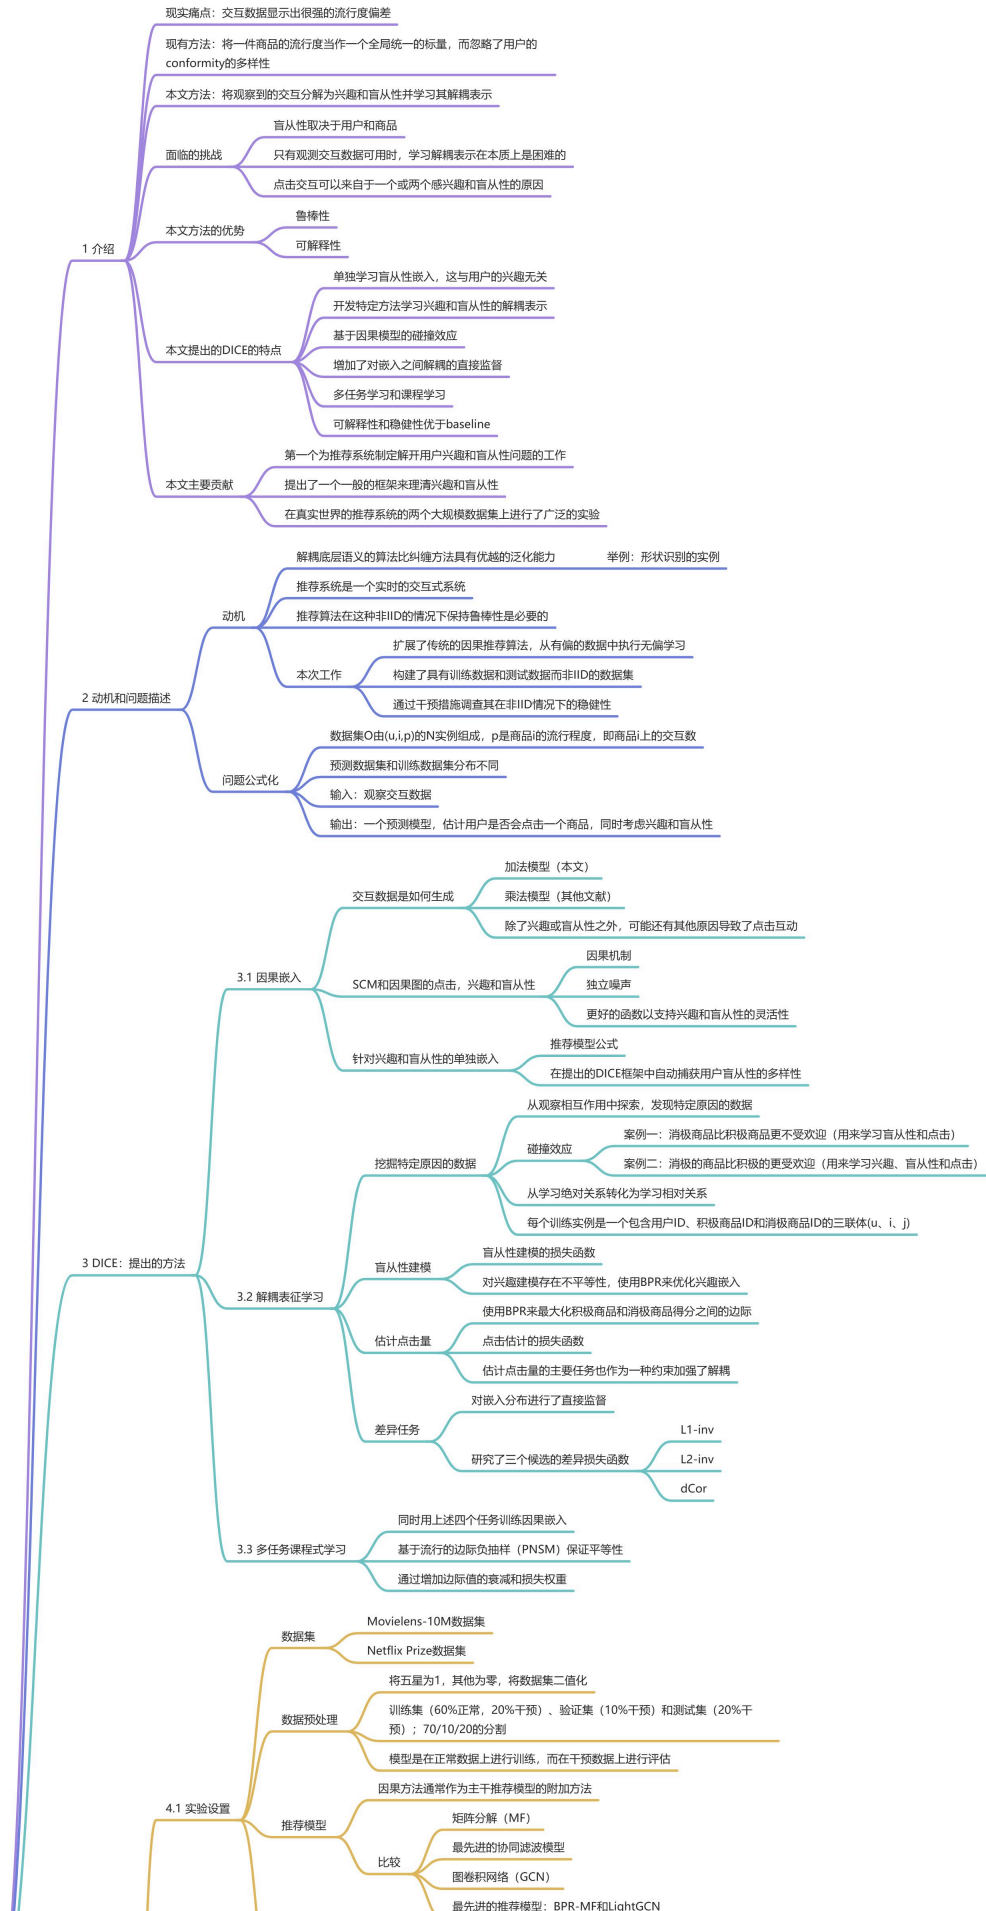 现实痛点：交互数据显示出很强的流行度偏差
现有方法：将一件商品的流行度当作一个全局统一的标量，而忽略了用户的
conformity的多样性
本文方法：将观察到的交互分解为兴趣和盲从性并学习其解耦表示
面临的挑战
盲从性取决于用户和商品
只有观测交互数据可用时，学习解耦表示在本质上是困难的
点击交互可以来自于一个或两个感兴趣和盲从性的原因
本文方法的优势
鲁棒性
可解释性
1 介绍
本文提出的DICE的特点
单独学习盲从性嵌入，这与用户的兴趣无关
开发特定方法学习兴趣和盲从性的解耦表示
基于因果模型的碰撞效应
增加了对嵌入之间解耦的直接监督
多任务学习和课程学习
可解释性和稳健性优于baseline
本文主要贡献
第一个为推荐系统制定解开用户兴趣和盲从性问题的工作
提出了一个一般的框架来理清兴趣和盲从性
在真实世界的推荐系统的两个大规模数据集上进行了广泛的实验
2 动机和问题描述
动机
解耦底层语义的算法比纠缠方法具有优越的泛化能力
举例：形状识别的实例
推荐系统是一个实时的交互式系统
推荐算法在这种非IID的情况下保持鲁棒性是必要的
本次工作
扩展了传统的因果推荐算法，从有偏的数据中执行无偏学习
构建了具有训练数据和测试数据而非IID的数据集
通过干预措施调查其在非IID情况下的稳健性
问题公式化
数据集O由(u,i,p)的N实例组成，p是商品i的流行程度，即商品i上的交互数
预测数据集和训练数据集分布不同
输入：观察交互数据
输出：一个预测模型，估计用户是否会点击一个商品，同时考虑兴趣和盲从性
3 DICE：提出的方法
3.1 因果嵌入
交互数据是如何生成
加法模型（本文）
乘法模型（其他文献）
除了兴趣或盲从性之外，可能还有其他原因导致了点击互动
SCM和因果图的点击，兴趣和盲从性
因果机制
独立噪声
更好的函数以支持兴趣和盲从性的灵活性
针对兴趣和盲从性的单独嵌入
推荐模型公式
在提出的DICE框架中自动捕获用户盲从性的多样性
3.2 解耦表征学习
挖掘特定原因的数据
从观察相互作用中探索，发现特定原因的数据
碰撞效应
案例一：消极商品比积极商品更不受欢迎（用来学习盲从性和点击）
案例二：消极的商品比积极的更受欢迎（用来学习兴趣、盲从性和点击）
从学习绝对关系转化为学习相对关系
每个训练实例是一个包含用户ID、积极商品ID和消极商品ID的三联体(u、i、j)
盲从性建模
盲从性建模的损失函数
对兴趣建模存在不平等性，使用BPR来优化兴趣嵌入
估计点击量
使用BPR来最大化积极商品和消极商品得分之间的边际
点击估计的损失函数
估计点击量的主要任务也作为一种约束加强了解耦
差异任务
对嵌入分布进行了直接监督
研究了三个候选的差异损失函数
L1-inv
L2-inv
dCor
3.3 多任务课程式学习
同时用上述四个任务训练因果嵌入
基于流行的边际负抽样（PNSM）保证平等性
通过增加边际值的衰减和损失权重
4.1 实验设置
数据集
Movielens-10M数据集
Netflix Prize数据集
数据预处理
将五星为1，其他为零，将数据集二值化
训练集（60%正常，20%干预）、验证集（10%干预）和测试集（20%干
预）；70/10/20的分割
模型是在正常数据上进行训练，而在干预数据上进行评估
推荐模型
因果方法通常作为主干推荐模型的附加方法
比较
矩阵分解（MF）
最先进的协同滤波模型
图卷积网络（GCN）
最先进的推荐模型：BPR-MF和LightGCN